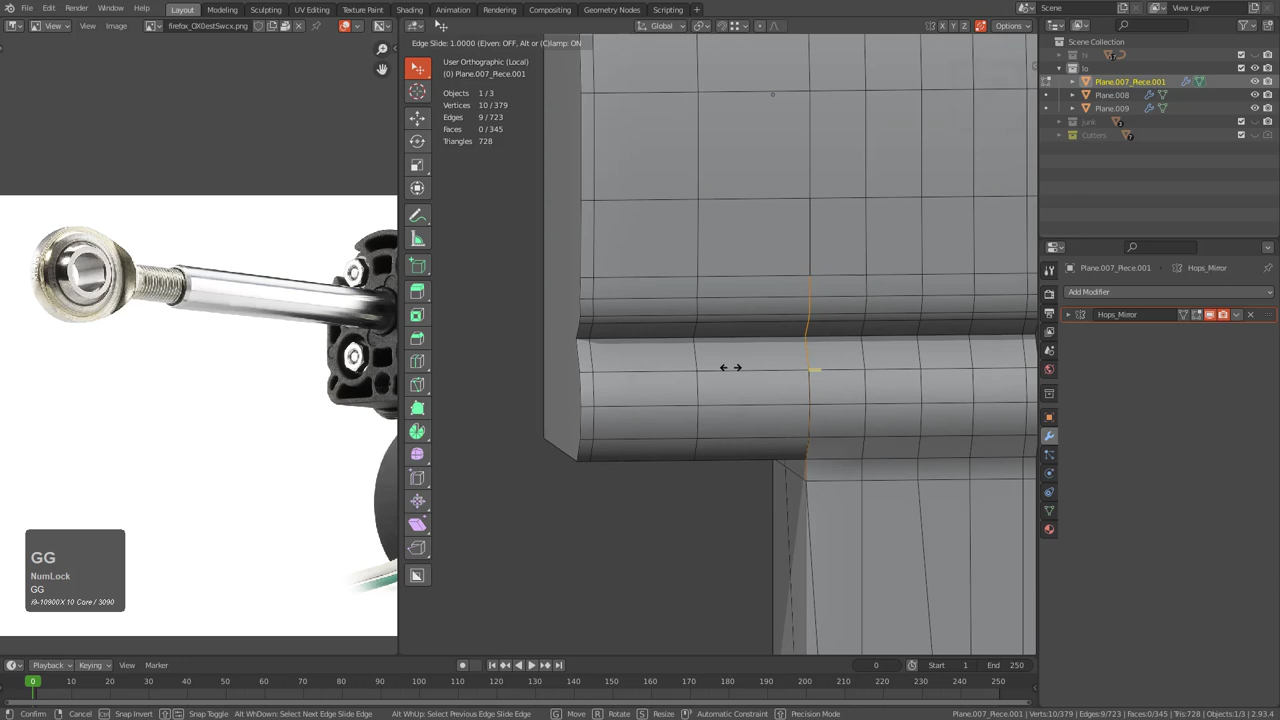 File Edit Render Window Help Layout Modeling Sculpting UV Editing Texture Paint Shading Animation Rendering Compositing Geometry Nodes Scripting + Scene View Layer
View View Image firefox_OX0estSwcx.png Global X Y Z Options
Edge Slide: 1.0000 (E)ven: OFF, Alt or (C)lamp: ON
User Orthographic (Local)
(0) Plane.007_Piece.001
Objects 1/3
Vertices 10/379
Edges 9/723
Faces 0/345
Triangles 728
Scene Collection
N
lo
Plane.007_Piece.001
Plane.008
Plane.009
Junk
Cutters
Plane.007_Piece.001 > Hops_Mirror
Add Modifier
Hops_Mirror
GG
NumLock
GG
i9-10900X 10 Core / 3090
Playback Keying View Marker 0 Start 1 End 250
0 10 20 30 40 50 60 70 80 90 100 110 120 130 140 150 160 170 180 190 200 210 220 230 240 250
Confirm Cancel Snap Invert Snap Toggle Alt WhDown: Select Next Edge Slide Edge Alt WhUp: Select Previous Edge Slide Edge G Move R Rotate S Resize Automatic Constraint Precision Mode Plane.007_Piece.001 | Verts:10/379 | Edges:9/723 | Faces:0/345 | Tris:728 | Objects:1/3 | 2.93.4